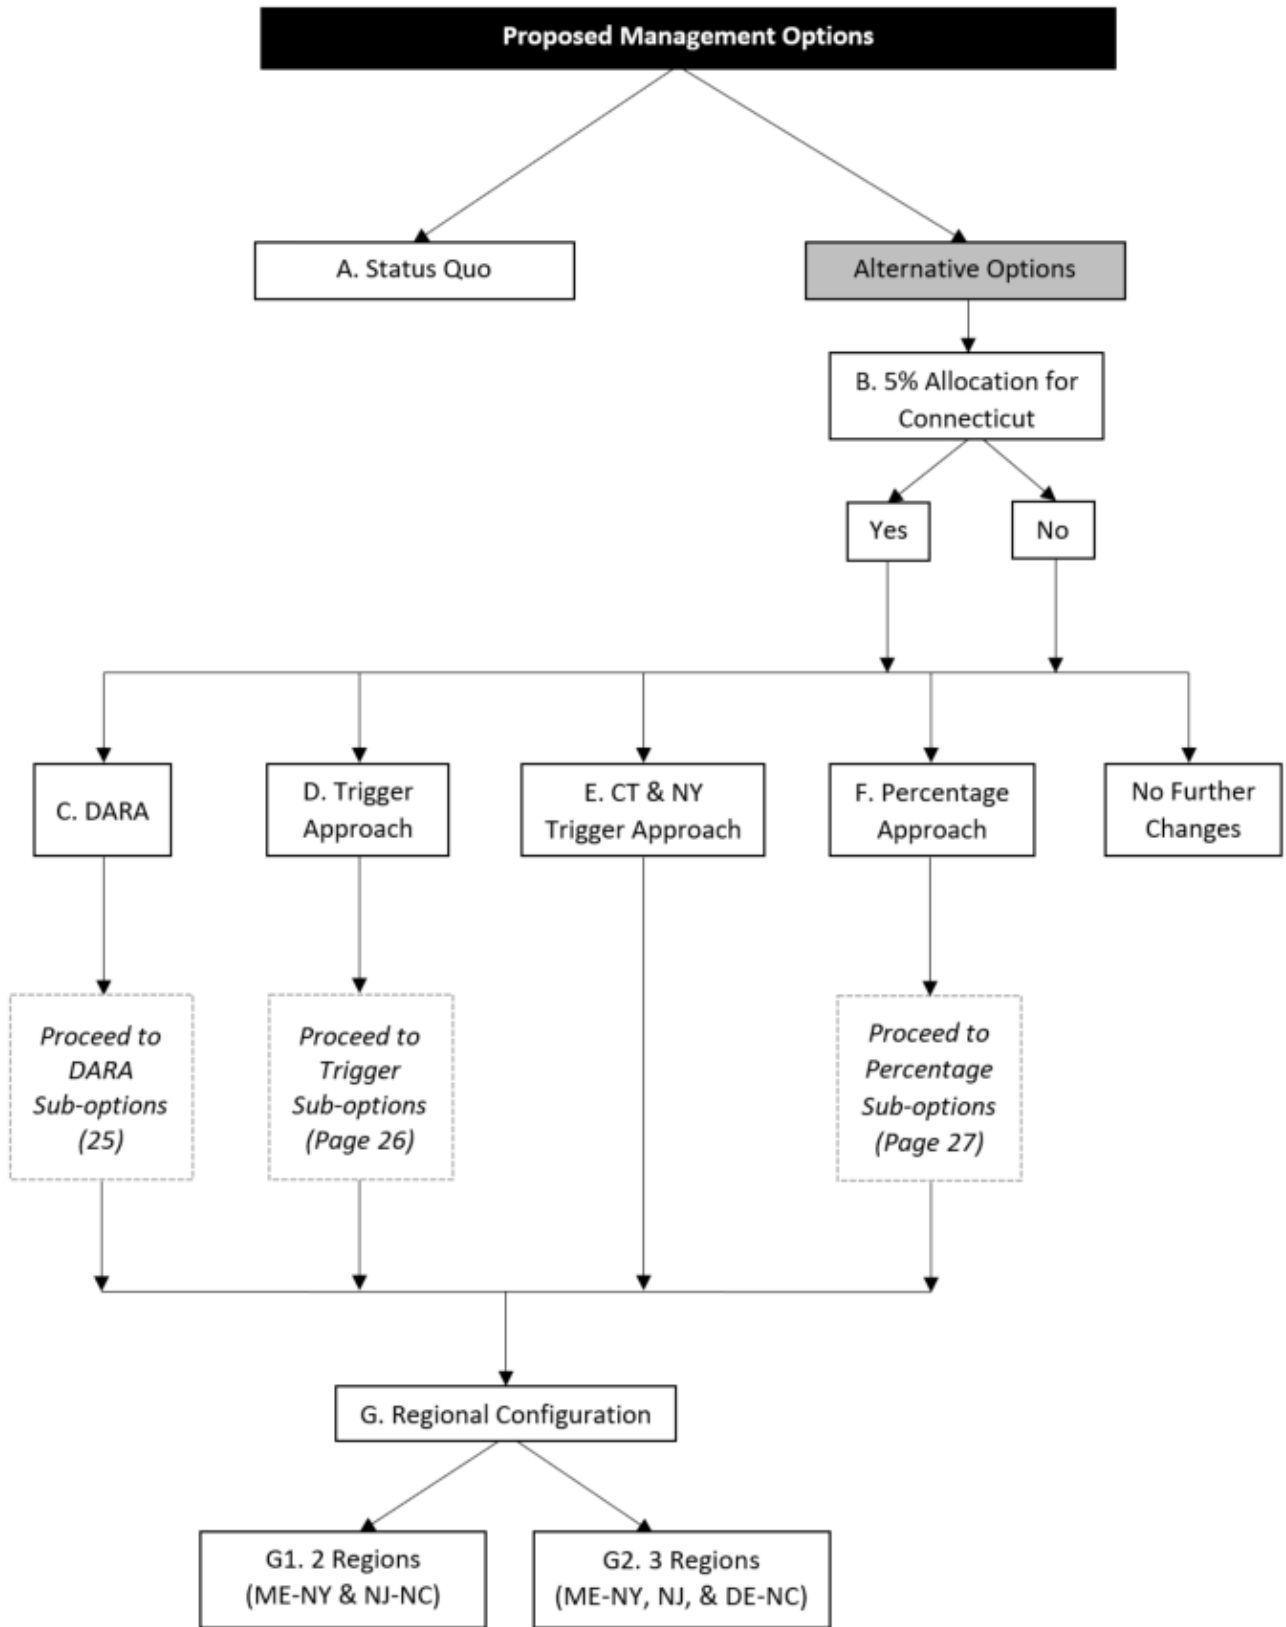 Proposed Management Options
A. Status Quo
Alternative Options
B. 5% Allocation for
Connecticut
Yes
No
C. DARA
D. Trigger
Approach
E. CT & NY
Trigger Approach
F. Percentage
Approach
No Further
Changes
Proceed to
DARA
Sub-options
(25)
Proceed to
Trigger
Sub-options
(Page 26)
Proceed to
Percentage
Sub-options
(Page 27)
G. Regional Configuration
G1. 2 Regions
(ME-NY & NJ-NC)
G2. 3 Regions
(ME-NY, NJ, & DE-NC)